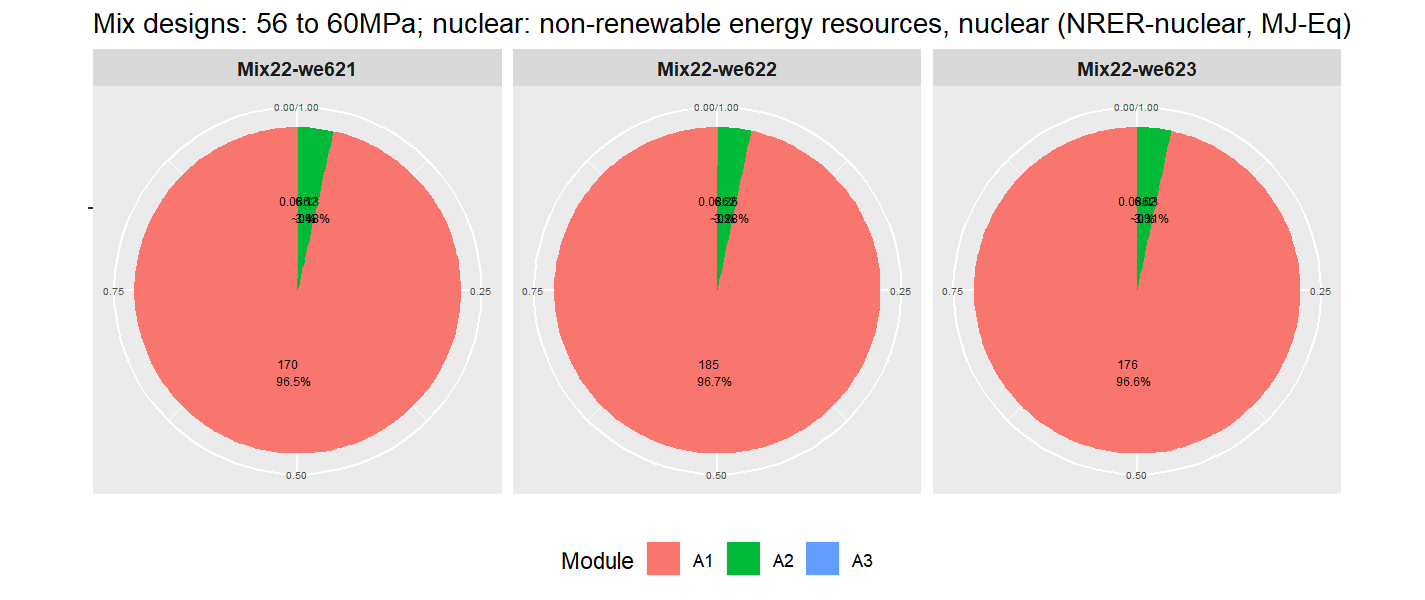 Mix designs: 56 to 60MPa; nuclear: non-renewable energy resources, nuclear (NRER-nuclear, MJ-Eq)
Mix22-we621
Mix22-we622
Mix22-we623
0.00/1.00
0.00/1.00
0.00/1.00
0.75
0.25
0.75
0.25
0.75
0.25
170
96.5%
185
96.7%
176
96.6%
0.50
0.50
0.50
Module
A1
A2
A3